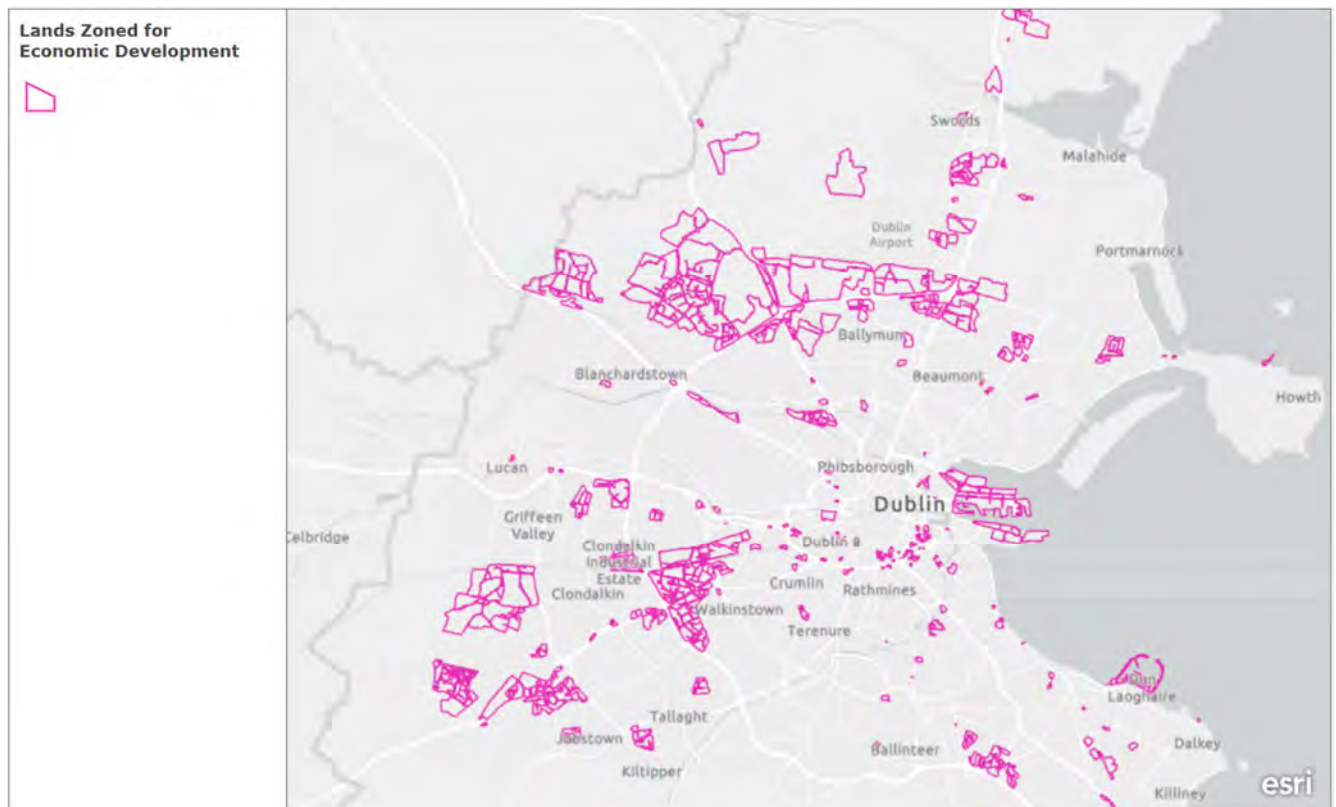 Lands Zoned for
Economic Development
Swords
Malahide
Dublin
Airport
Portmarnock
Ballymun
Blanchardstown
Beaumont
Howth
Lucan
Phibsborough
Dublin
Griffeen
Valley
Celbridge
Clondalkin
Industrial
Estate
Dublin 8
Crumlin
Clondalkin
Rathmines
Walkinstown
Terenure
Dun
Laoghaire
Tallaght
Jobstown
Ballinteer
Dalkey
Kiltipper
Killiney
esri